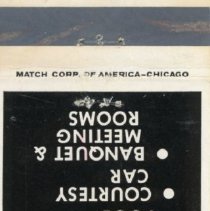 MATCH CORP. OF AMERICA-CHICAGO
COURTESY
CAR
• BANQUET &
MEETING
ROOMS